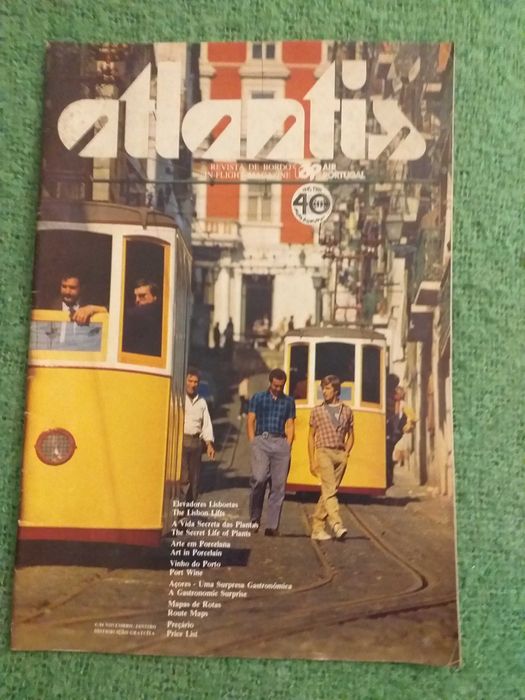 atlantis
REVISTA DE BORDO
IN-FLIGHT MAGAZINE
AIR
PORTUGAL
40
Elevadores Lisboetas
The Lisbon Lifts
A Vida Secreta das Plantas
The Secret Life of Plants
Arte em Porcelana
Art in Porcelain
Vinho do Porto
Port Wine
Açores - Uma Surpresa Gastronómica
A Gastronomic Surprise
Mapas de Rotas
Route Maps
Preçário
Price List
NOVEMBRO/JANEIRO
DISTRIBUIÇÃO GRATUITA